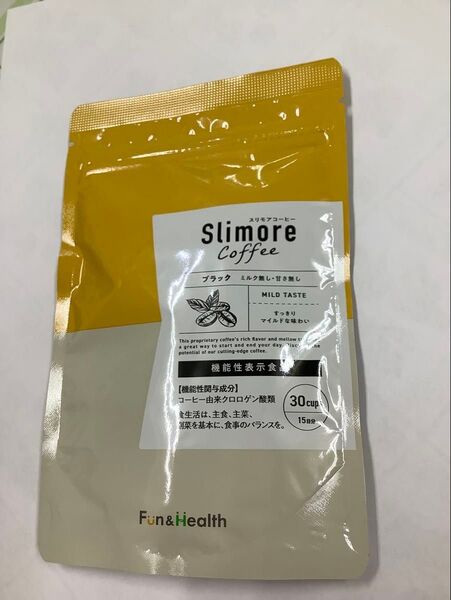 スリモアコーヒー
Slimore
Coffee
ブラック ミルク無し・甘さ無し
MILD TASTE
すっきり
マイルドな味わい
This proprietary coffee's rich flavor and mellow
a great way to start and end your day.
potential of our cutting-edge coffee.
機能性表示食
【機能性関与成分】
コーヒー由来クロロゲン酸類
食生活は、主食、主菜、
副菜を基本に、食事のバランスを。
30cup
15日分
Fun&Health